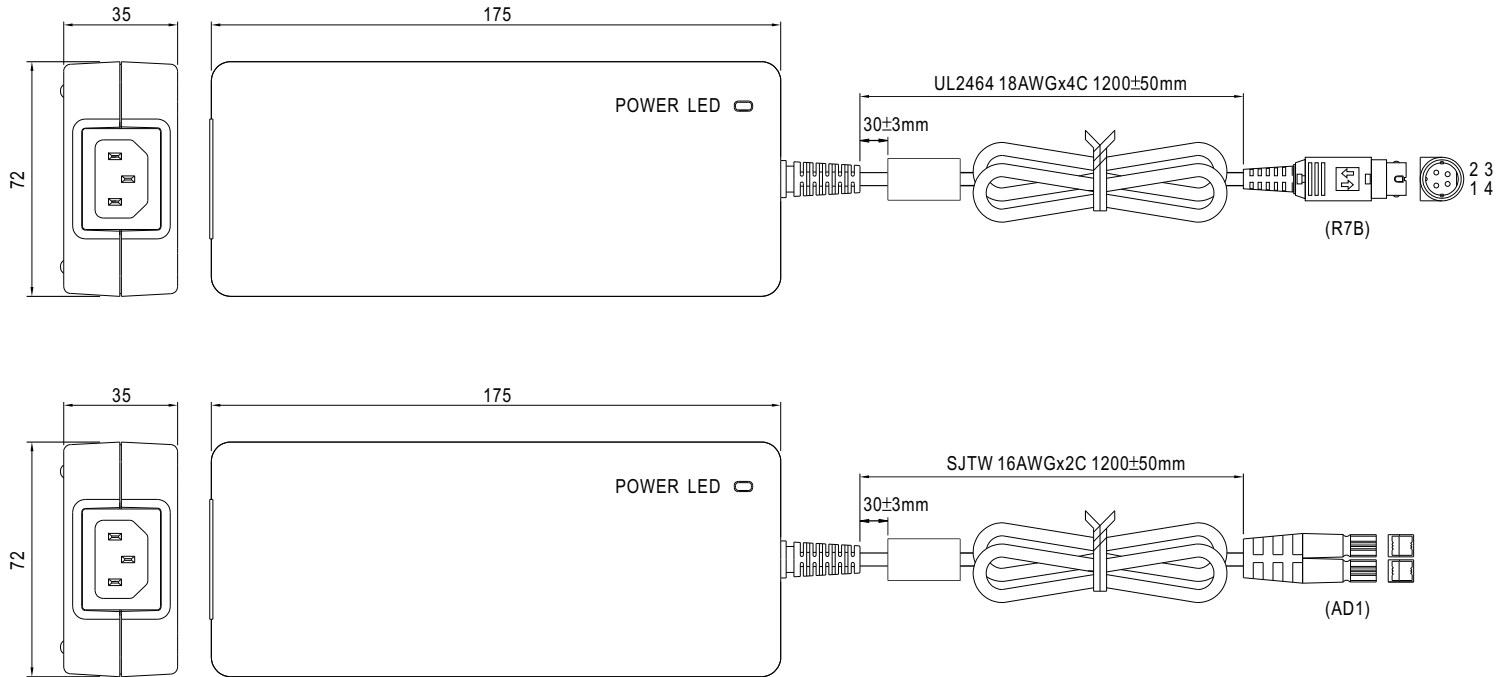 35
175
POWER LED
UL2464 18AWGx4C 1200±50mm
30±3mm
72
2 3
1 4
(R7B)
35
175
POWER LED
SJTW 16AWGx2C 1200±50mm
30±3mm
72
(AD1)